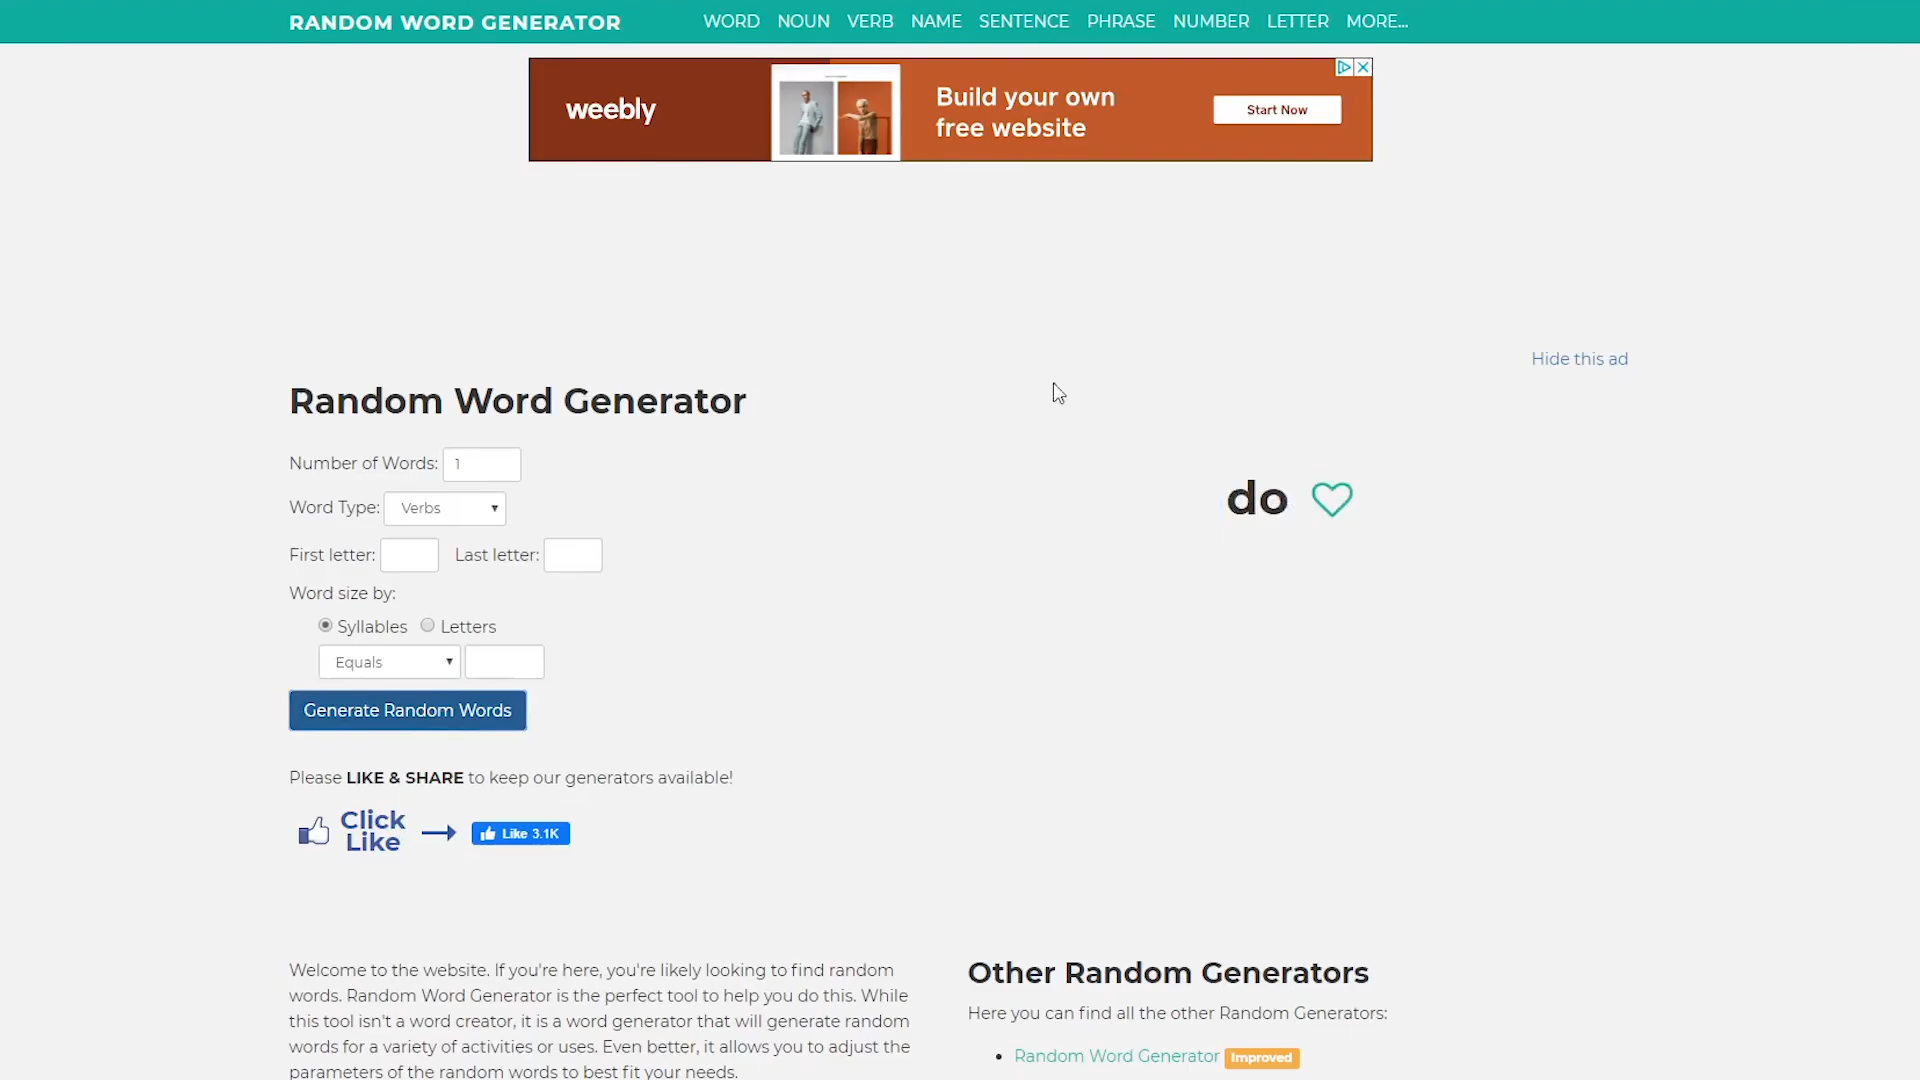 RANDOM WORD GENERATOR
WORD NOUN VERB NAME SENTENCE PHRASE NUMBER LETTER MORE...
weebly
Build your own
free website
Start Now
Hide this ad
Random Word Generator
Number of Words: 1
Word Type: Verbs
do
First letter: Last letter:
Word size by:
Syllables Letters
Equals
Generate Random Words
Please LIKE & SHARE to keep our generators available!
Click
Like
Like 3.1K
Welcome to the website. If you're here, you're likely looking to find random
words. Random Word Generator is the perfect tool to help you do this. While
this tool isn't a word creator, it is a word generator that will generate random
words for a variety of activities or uses. Even better, it allows you to adjust the
parameters of the random words to best fit your needs.
Other Random Generators
Here you can find all the other Random Generators:
Random Word Generator Improved